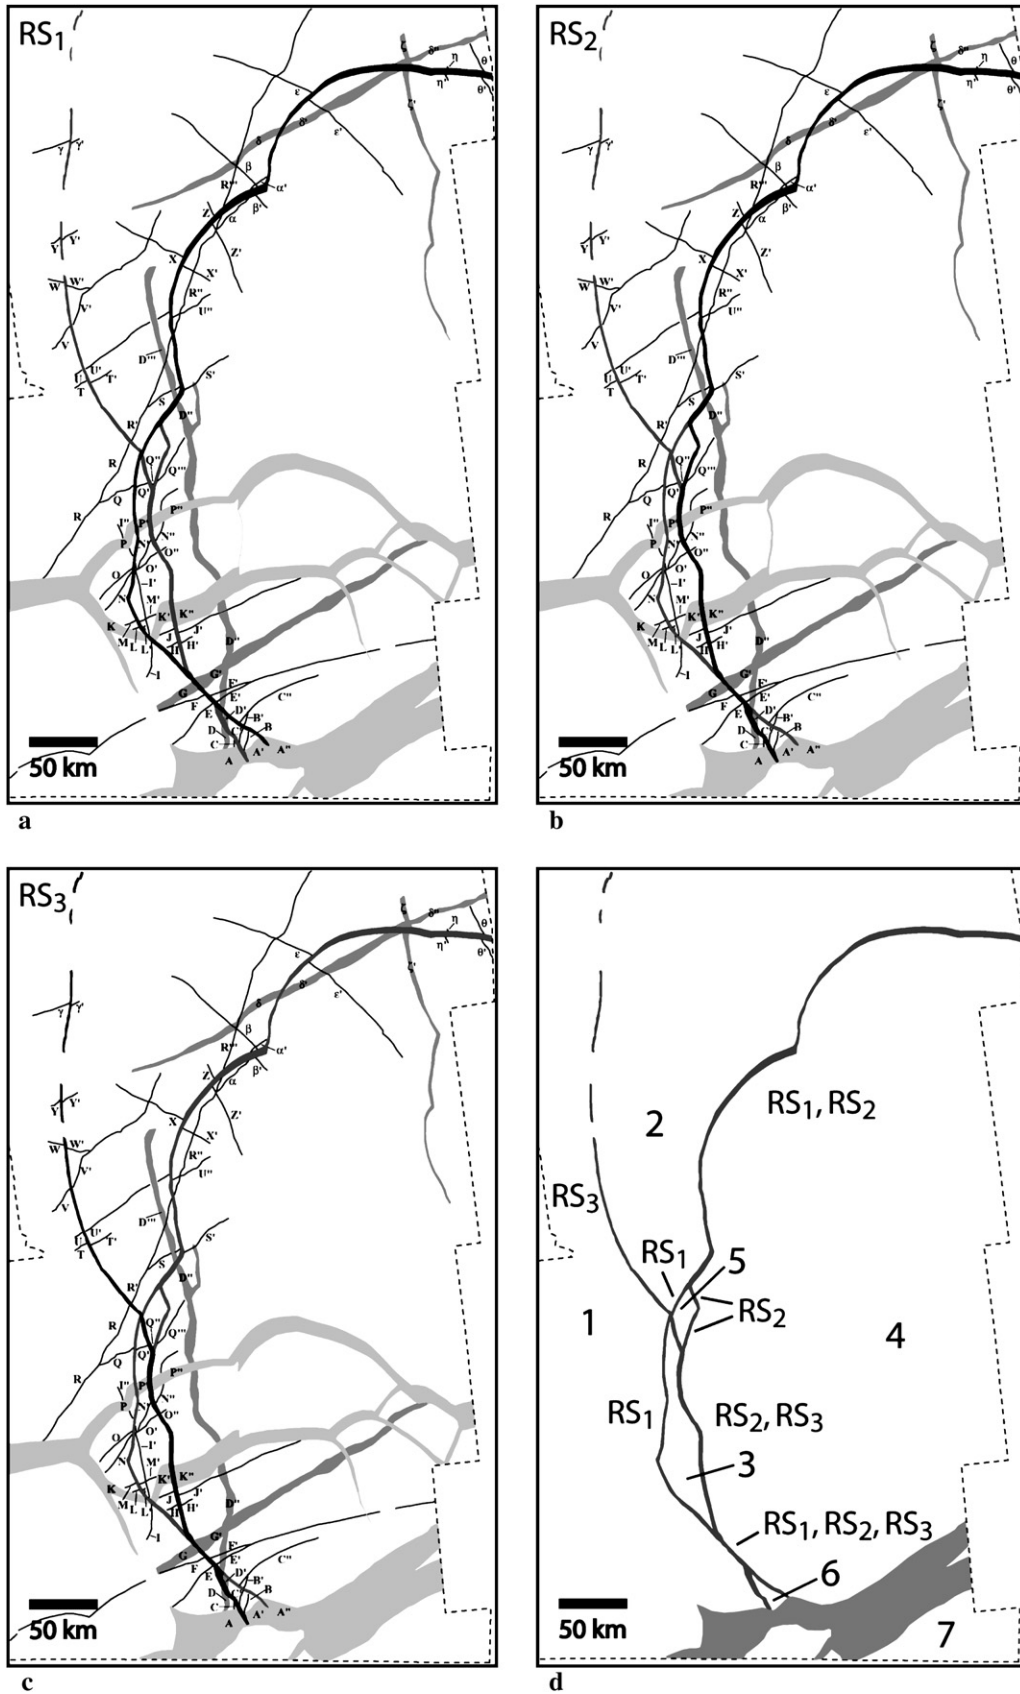 RS1
ζ
δ"
η
θ
η'
θ'
ε
ζ'
δ'
ε'
δ
γ
γ'
β
R'''
α'
β'
Z
α
Y
Y'
Z'
X
W
W'
X'
V'
R"
U"
V
D'''
U
U'
T
T'
S'
S
R'
D"
R
Q"
Q'''
Q
Q'
R
P"
I"
P'
N"
P
N'
O"
O
O'
I'
N
M'
K
K'
K"
J
J'
M
L
L'
H
H'
D"
I
G'
G
F'
C"
E'
F
E
D'
B'
D
B
C
C'
A'
A"
A
50 km
a
RS2
ζ
δ"
η
θ
η'
θ'
ε
ζ'
δ'
ε'
δ
γ
γ'
β
R'''
α'
β'
Z
α
Y
Y'
Z'
X
W
W'
X'
V'
R"
U"
V
D'''
U
U'
T
T'
S'
S
R'
D"
R
Q"
Q'''
Q
Q'
R
P"
I"
P'
N"
P
N'
O"
O
O'
I'
N
M'
K
K'
K"
J
J'
M
L
L'
H
H'
D"
I
G'
G
F'
C"
E'
F
E
D'
B'
D
B
C
C'
A'
A"
A
50 km
b
RS3
ζ
δ"
η
θ
η'
θ'
ε
ζ'
δ'
ε'
δ
γ
γ'
β
R'''
α'
β'
Z
α
Y
Y'
Z'
X
W
W'
X'
V'
R"
U"
V
D'''
U
U'
T
T'
S'
S
R'
D"
R
Q"
Q'''
Q
Q'
R
P"
I"
P'
N"
P
N'
O"
O
O'
I'
N
M'
K
K'
K"
J
J'
M
L
L'
H
H'
D"
I
G'
G
F'
C"
E'
F
E
D'
B'
D
B
C
C'
A'
A"
A
50 km
c
RS1, RS2
2
RS3
RS1
5
RS2
1
4
RS1
RS2, RS3
3
RS1, RS2, RS3
6
50 km
7
d